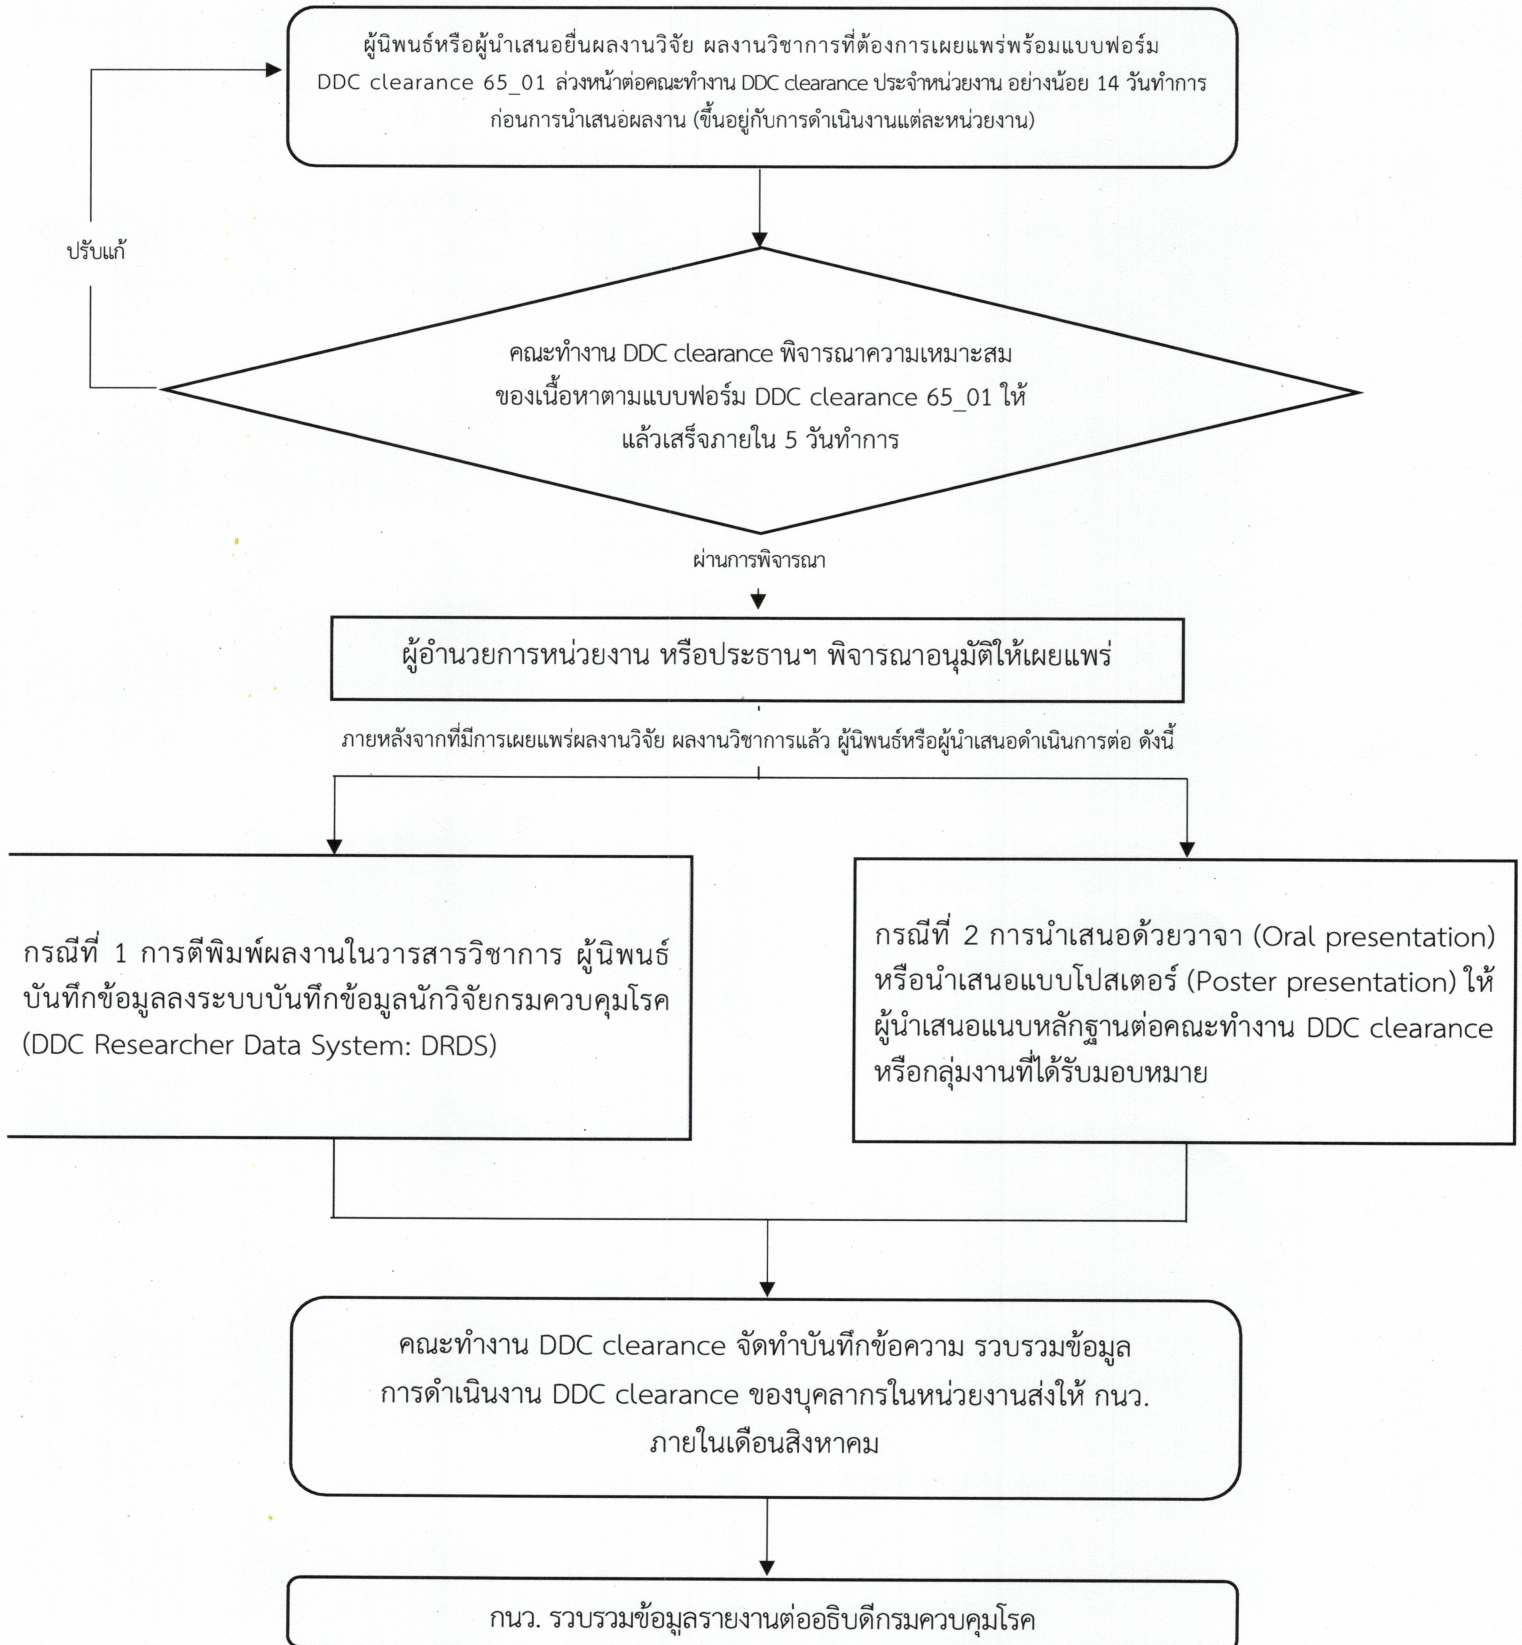 ผู้นิพนธ์หรือผู้นำเสนอยื่นผลงานวิจัย ผลงานวิชาการที่ต้องการเผยแพร่พร้อมแบบฟอร์ม
DDC clearance 65_01 ล่วงหน้าต่อคณะทำงาน DDC clearance ประจำหน่วยงาน อย่างน้อย 14 วันทำการ
ก่อนการนำเสนอผลงาน (ขึ้นอยู่กับการดำเนินงานแต่ละหน่วยงาน)
ปรับแก้
คณะทำงาน DDC clearance พิจารณาความเหมาะสม
ของเนื้อหาตามแบบฟอร์ม DDC clearance 65_01 ให้
แล้วเสร็จภายใน 5 วันทำการ
ผ่านการพิจารณา
ผู้อำนวยการหน่วยงาน หรือประธานฯ พิจารณาอนุมัติให้เผยแพร่
ภายหลังจากที่มีการเผยแพร่ผลงานวิจัย ผลงานวิชาการแล้ว ผู้นิพนธ์หรือผู้นำเสนอดำเนินการต่อ ดังนี้
กรณีที่ 1 การตีพิมพ์ผลงานในวารสารวิชาการ ผู้นิพนธ์
บันทึกข้อมูลลงระบบบันทึกข้อมูลนักวิจัยกรมควบคุมโรค
(DDC Researcher Data System: DRDS)
กรณีที่ 2 การนำเสนอด้วยวาจา (Oral presentation)
หรือนำเสนอแบบโปสเตอร์ (Poster presentation) ให้
ผู้นำเสนอแนบหลักฐานต่อคณะทำงาน DDC clearance
หรือกลุ่มงานที่ได้รับมอบหมาย
คณะทำงาน DDC clearance จัดทำบันทึกข้อความ รวบรวมข้อมูล
การดำเนินงาน DDC clearance ของบุคลากรในหน่วยงานส่งให้ กนว.
ภายในเดือนสิงหาคม
กนว. รวบรวมข้อมูลรายงานต่ออธิบดีกรมควบคุมโรค